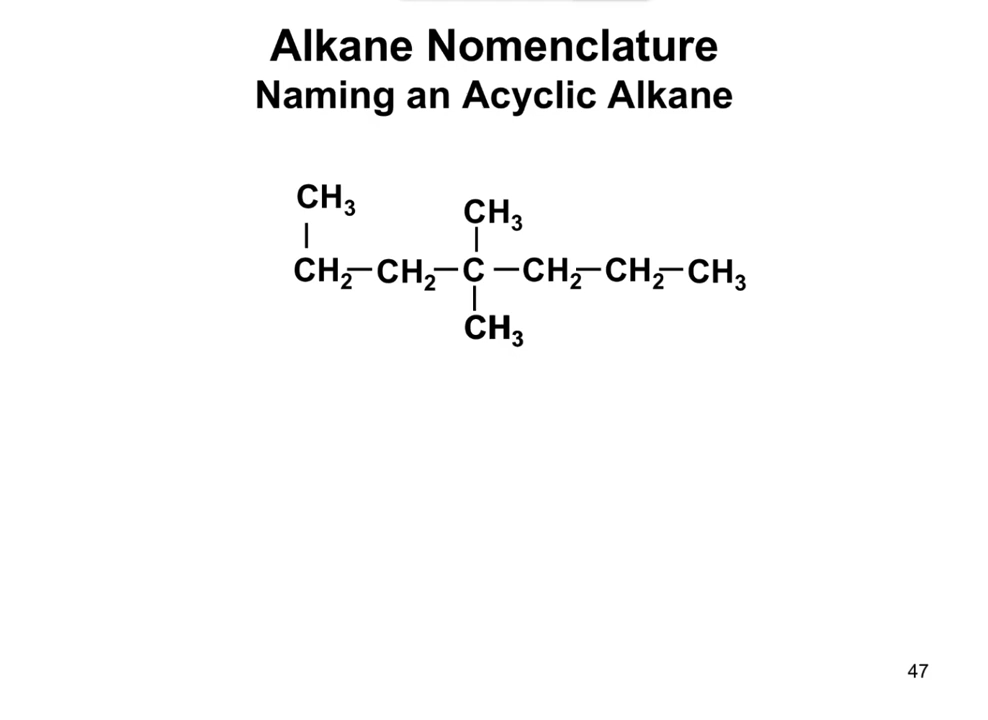 Alkane Nomenclature
Naming an Acyclic Alkane
CH₃
CH₃
CH₂—CH₂—C—CH₂—CH₂—CH₃
CH₃
47